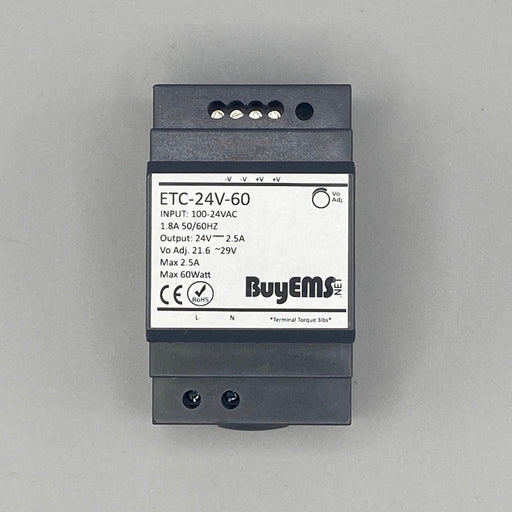 -V -V +V +V
ETC-24V-60
Vo
Adj.
INPUT: 100-24VAC
1.8A 50/60HZ
Output: 24V⎓2.5A
Vo Adj. 21.6 ~29V
Max 2.5A
Max 60Watt
CE RoHS BuyEMS.NET
L N *Terminal Torque 3lbs*